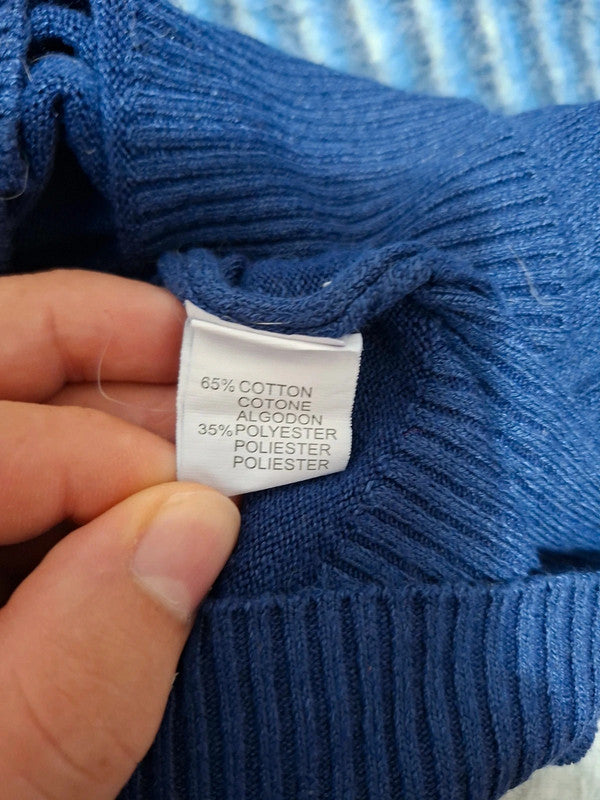 65% COTTON
COTONE
ALGODON
35% POLYESTER
POLIESTER
POLIESTER